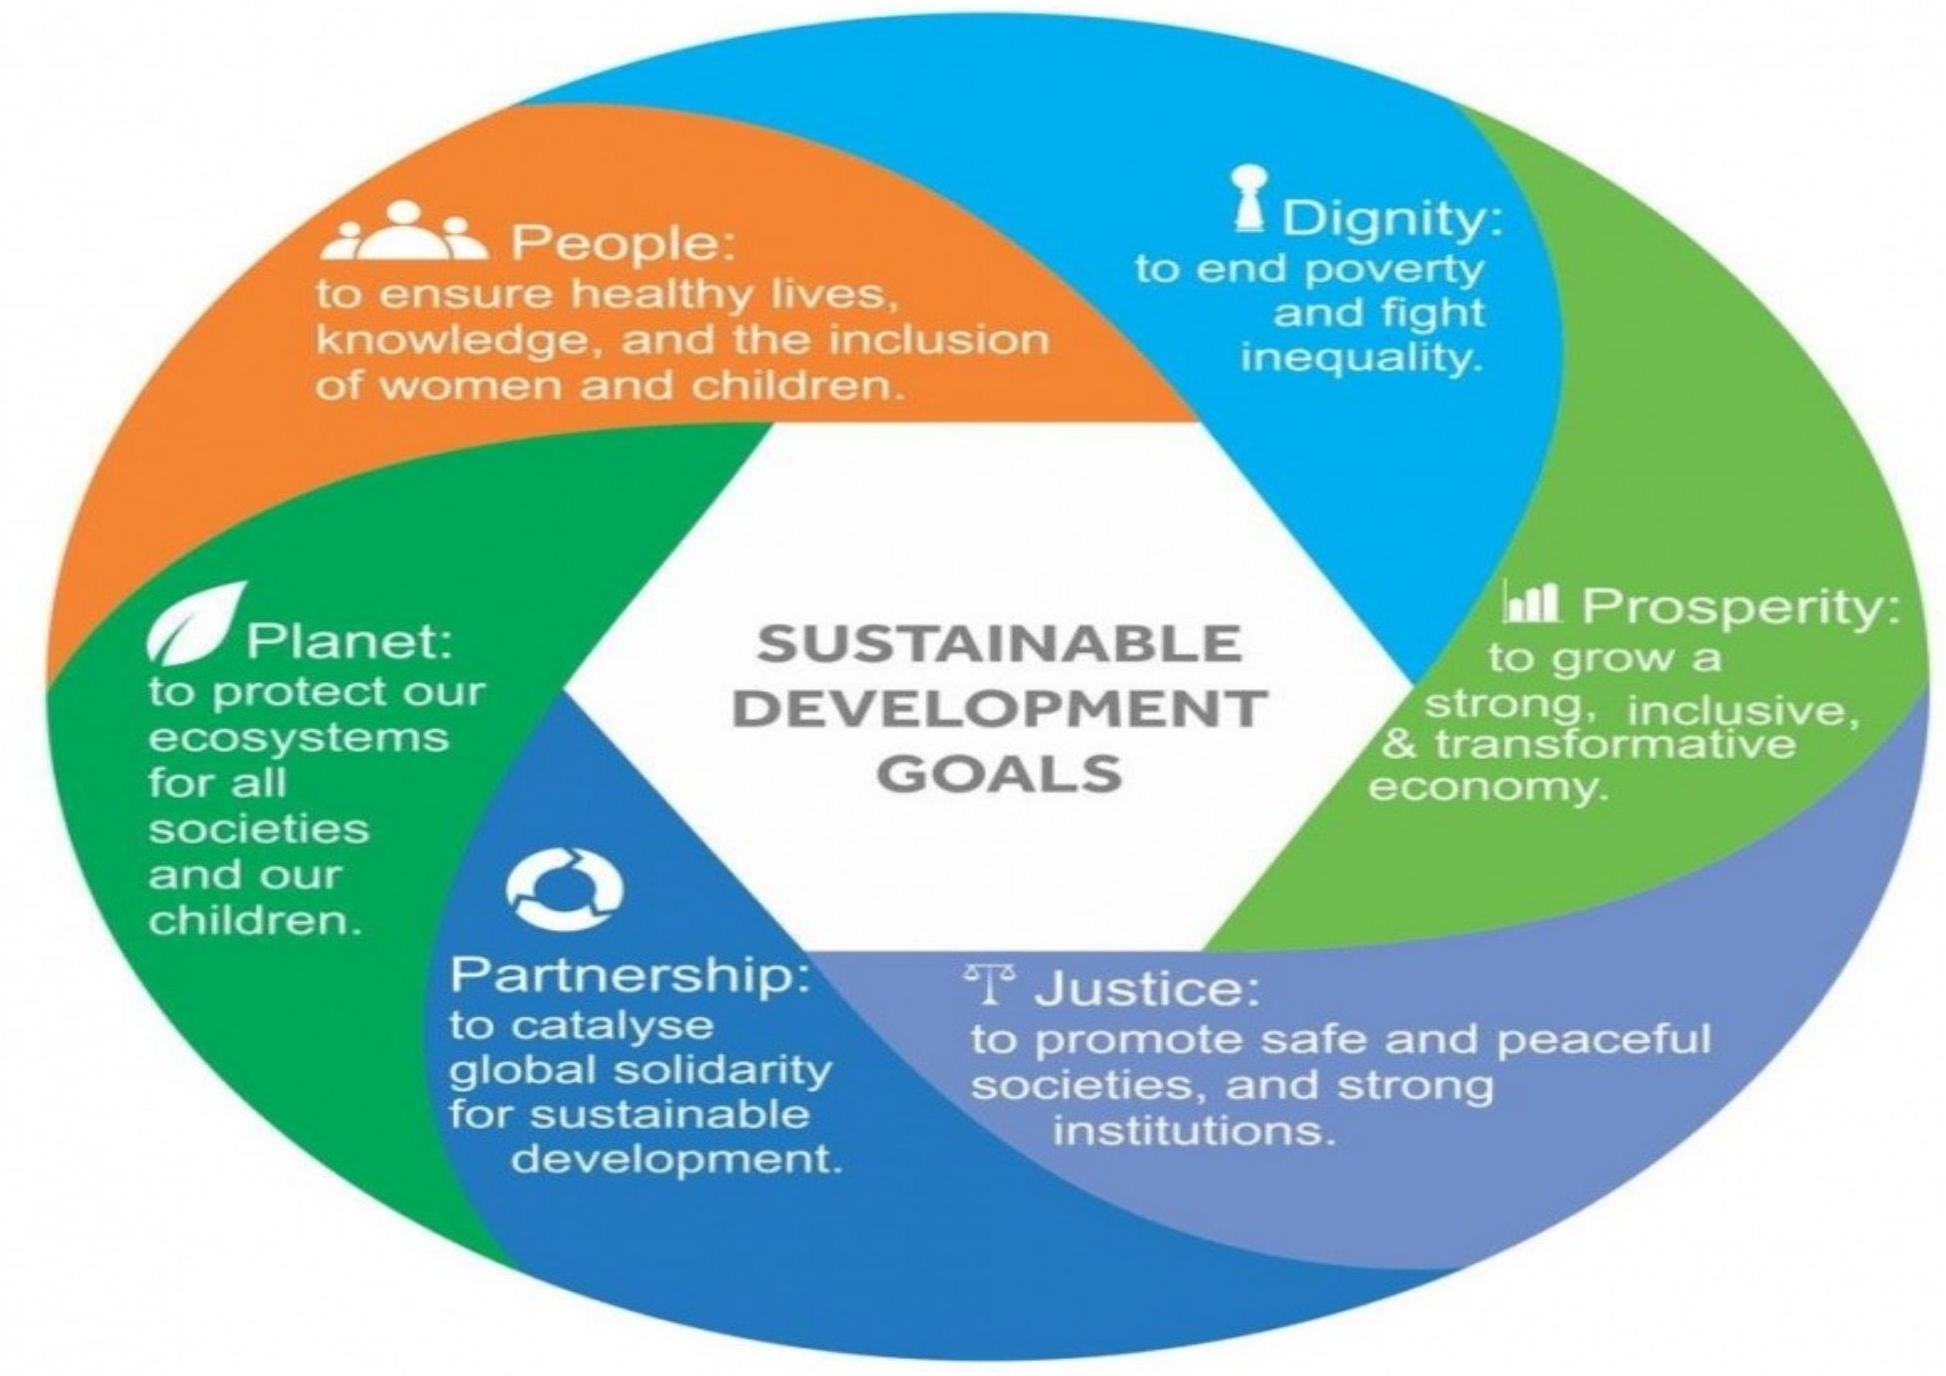 People:
to ensure healthy lives,
knowledge, and the inclusion
of women and children.
Dignity:
to end poverty
and fight
inequality.
Prosperity:
to grow a
strong, inclusive,
& transformative
economy.
Justice:
to promote safe and peaceful
societies, and strong
institutions.
Partnership:
to catalyse
global solidarity
for sustainable
development.
Planet:
to protect our
ecosystems
for all
societies
and our
children.
SUSTAINABLE
DEVELOPMENT
GOALS